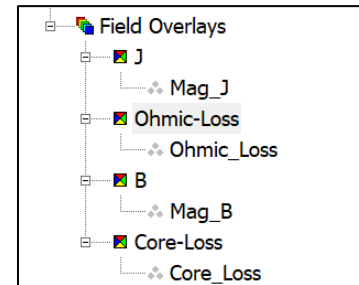 Field Overlays
J
Mag_J
Ohmic-Loss
Ohmic_Loss
B
Mag_B
Core-Loss
Core_Loss